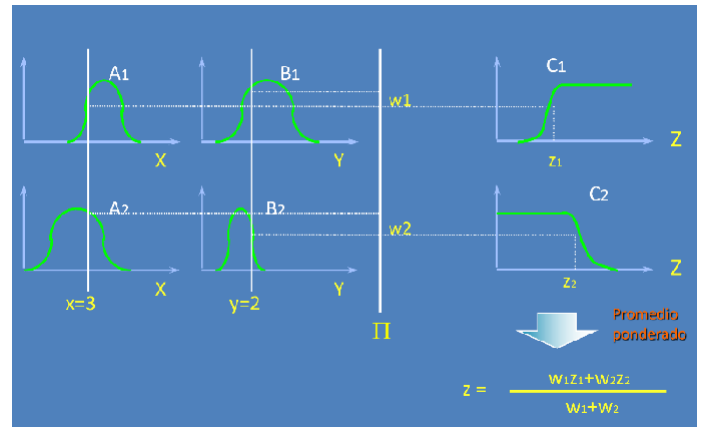 A1
B1
C1
w1
X
Y
z1
Z
A2
B2
C2
w2
X
Y
z2
Z
x=3
y=2
Π
Promedio
ponderado
w1z1+w2z2
z =
w1+w2